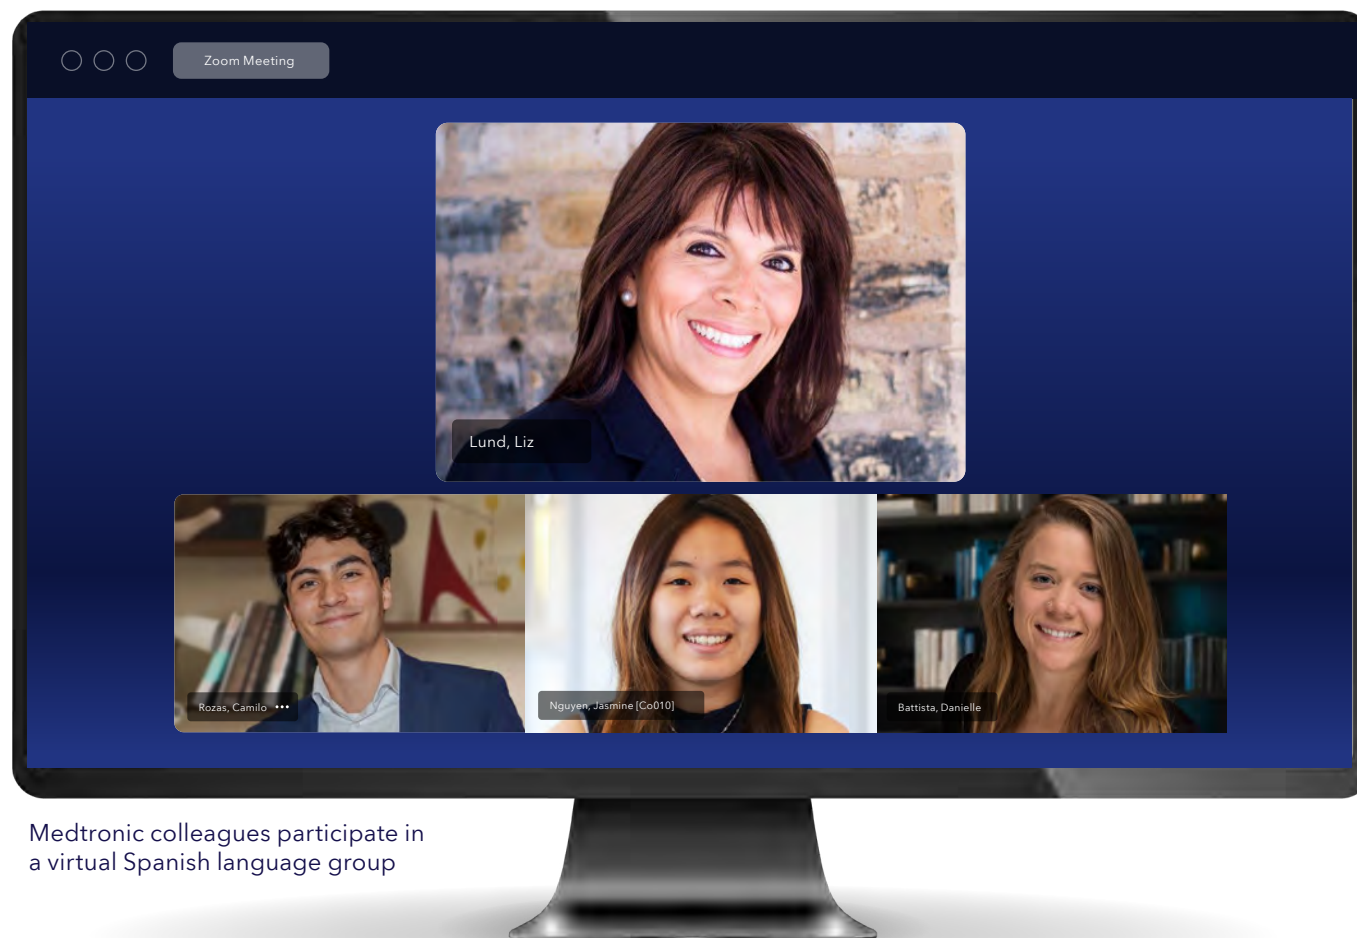 Zoom Meeting
Lund, Liz
Rozas, Camilo •••
Nguyen, Jasmine [Co010]
Battista, Danielle
Medtronic colleagues participate in
a virtual Spanish language group